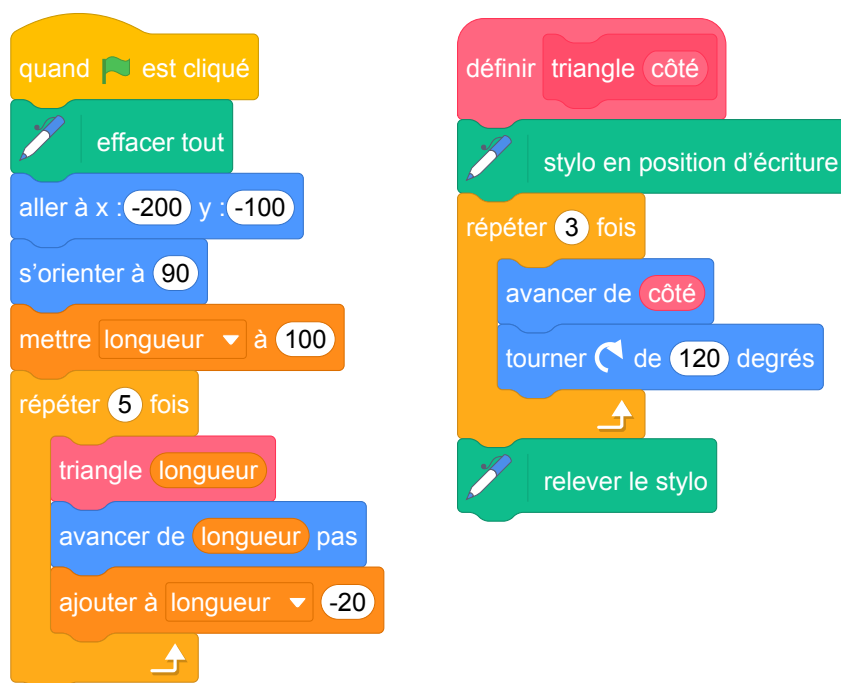 quand est cliqué
effacer tout
aller à x : -200 y : -100
s’orienter à 90
mettre longueur à 100
répéter 5 fois
triangle longueur
avancer de longueur pas
ajouter à longueur -20
définir triangle côté
stylo en position d’écriture
répéter 3 fois
avancer de côté
tourner de 120 degrés
relever le stylo